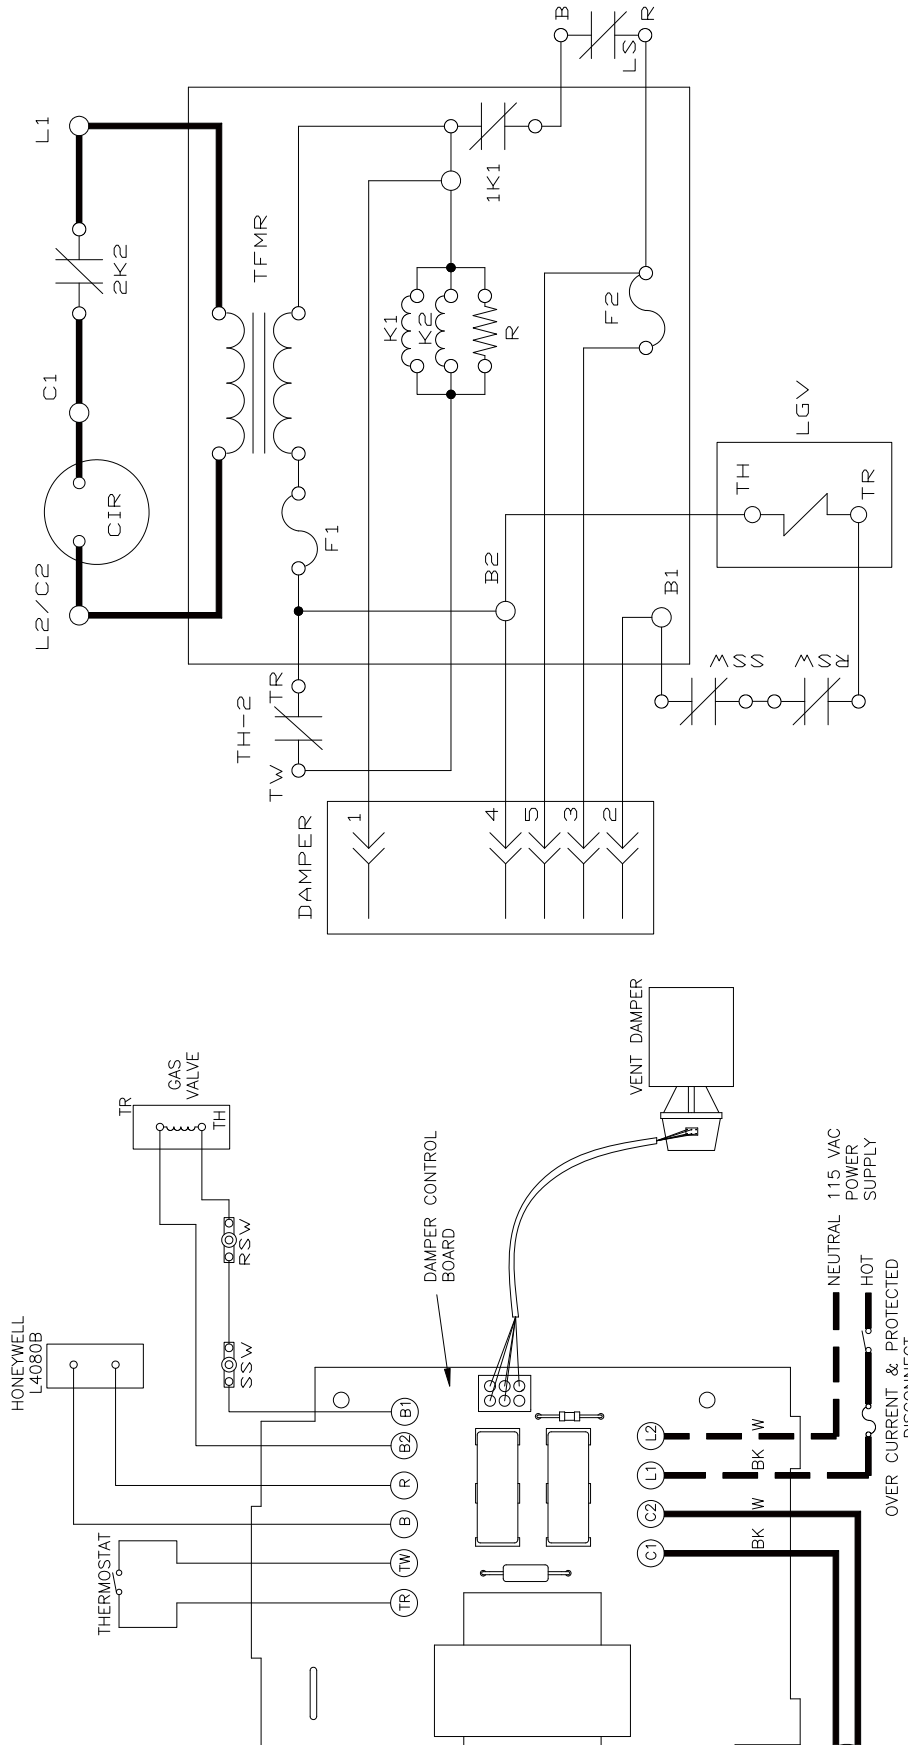 L1
2K2
C1
CIR
L2/C2
TFMR
F1
K1
K2
R
1K1
B
R
LS
F2
B2
B1
LGV
TH
TR
SSW
RSW
TH-2
TR
TW
DAMPER
1
4
5
3
2
HONEYWELL
L4080B
THERMOSTAT
GAS
VALVE
TR
TH
RSW
SSW
DAMPER CONTROL
BOARD
VENT DAMPER
B1
B2
R
B
TW
TR
L2
L1
C2
C1
W
BK
W
BK
NEUTRAL
115 VAC
POWER
SUPPLY
HOT
OVER CURRENT & PROTECTED
DISCONNECT